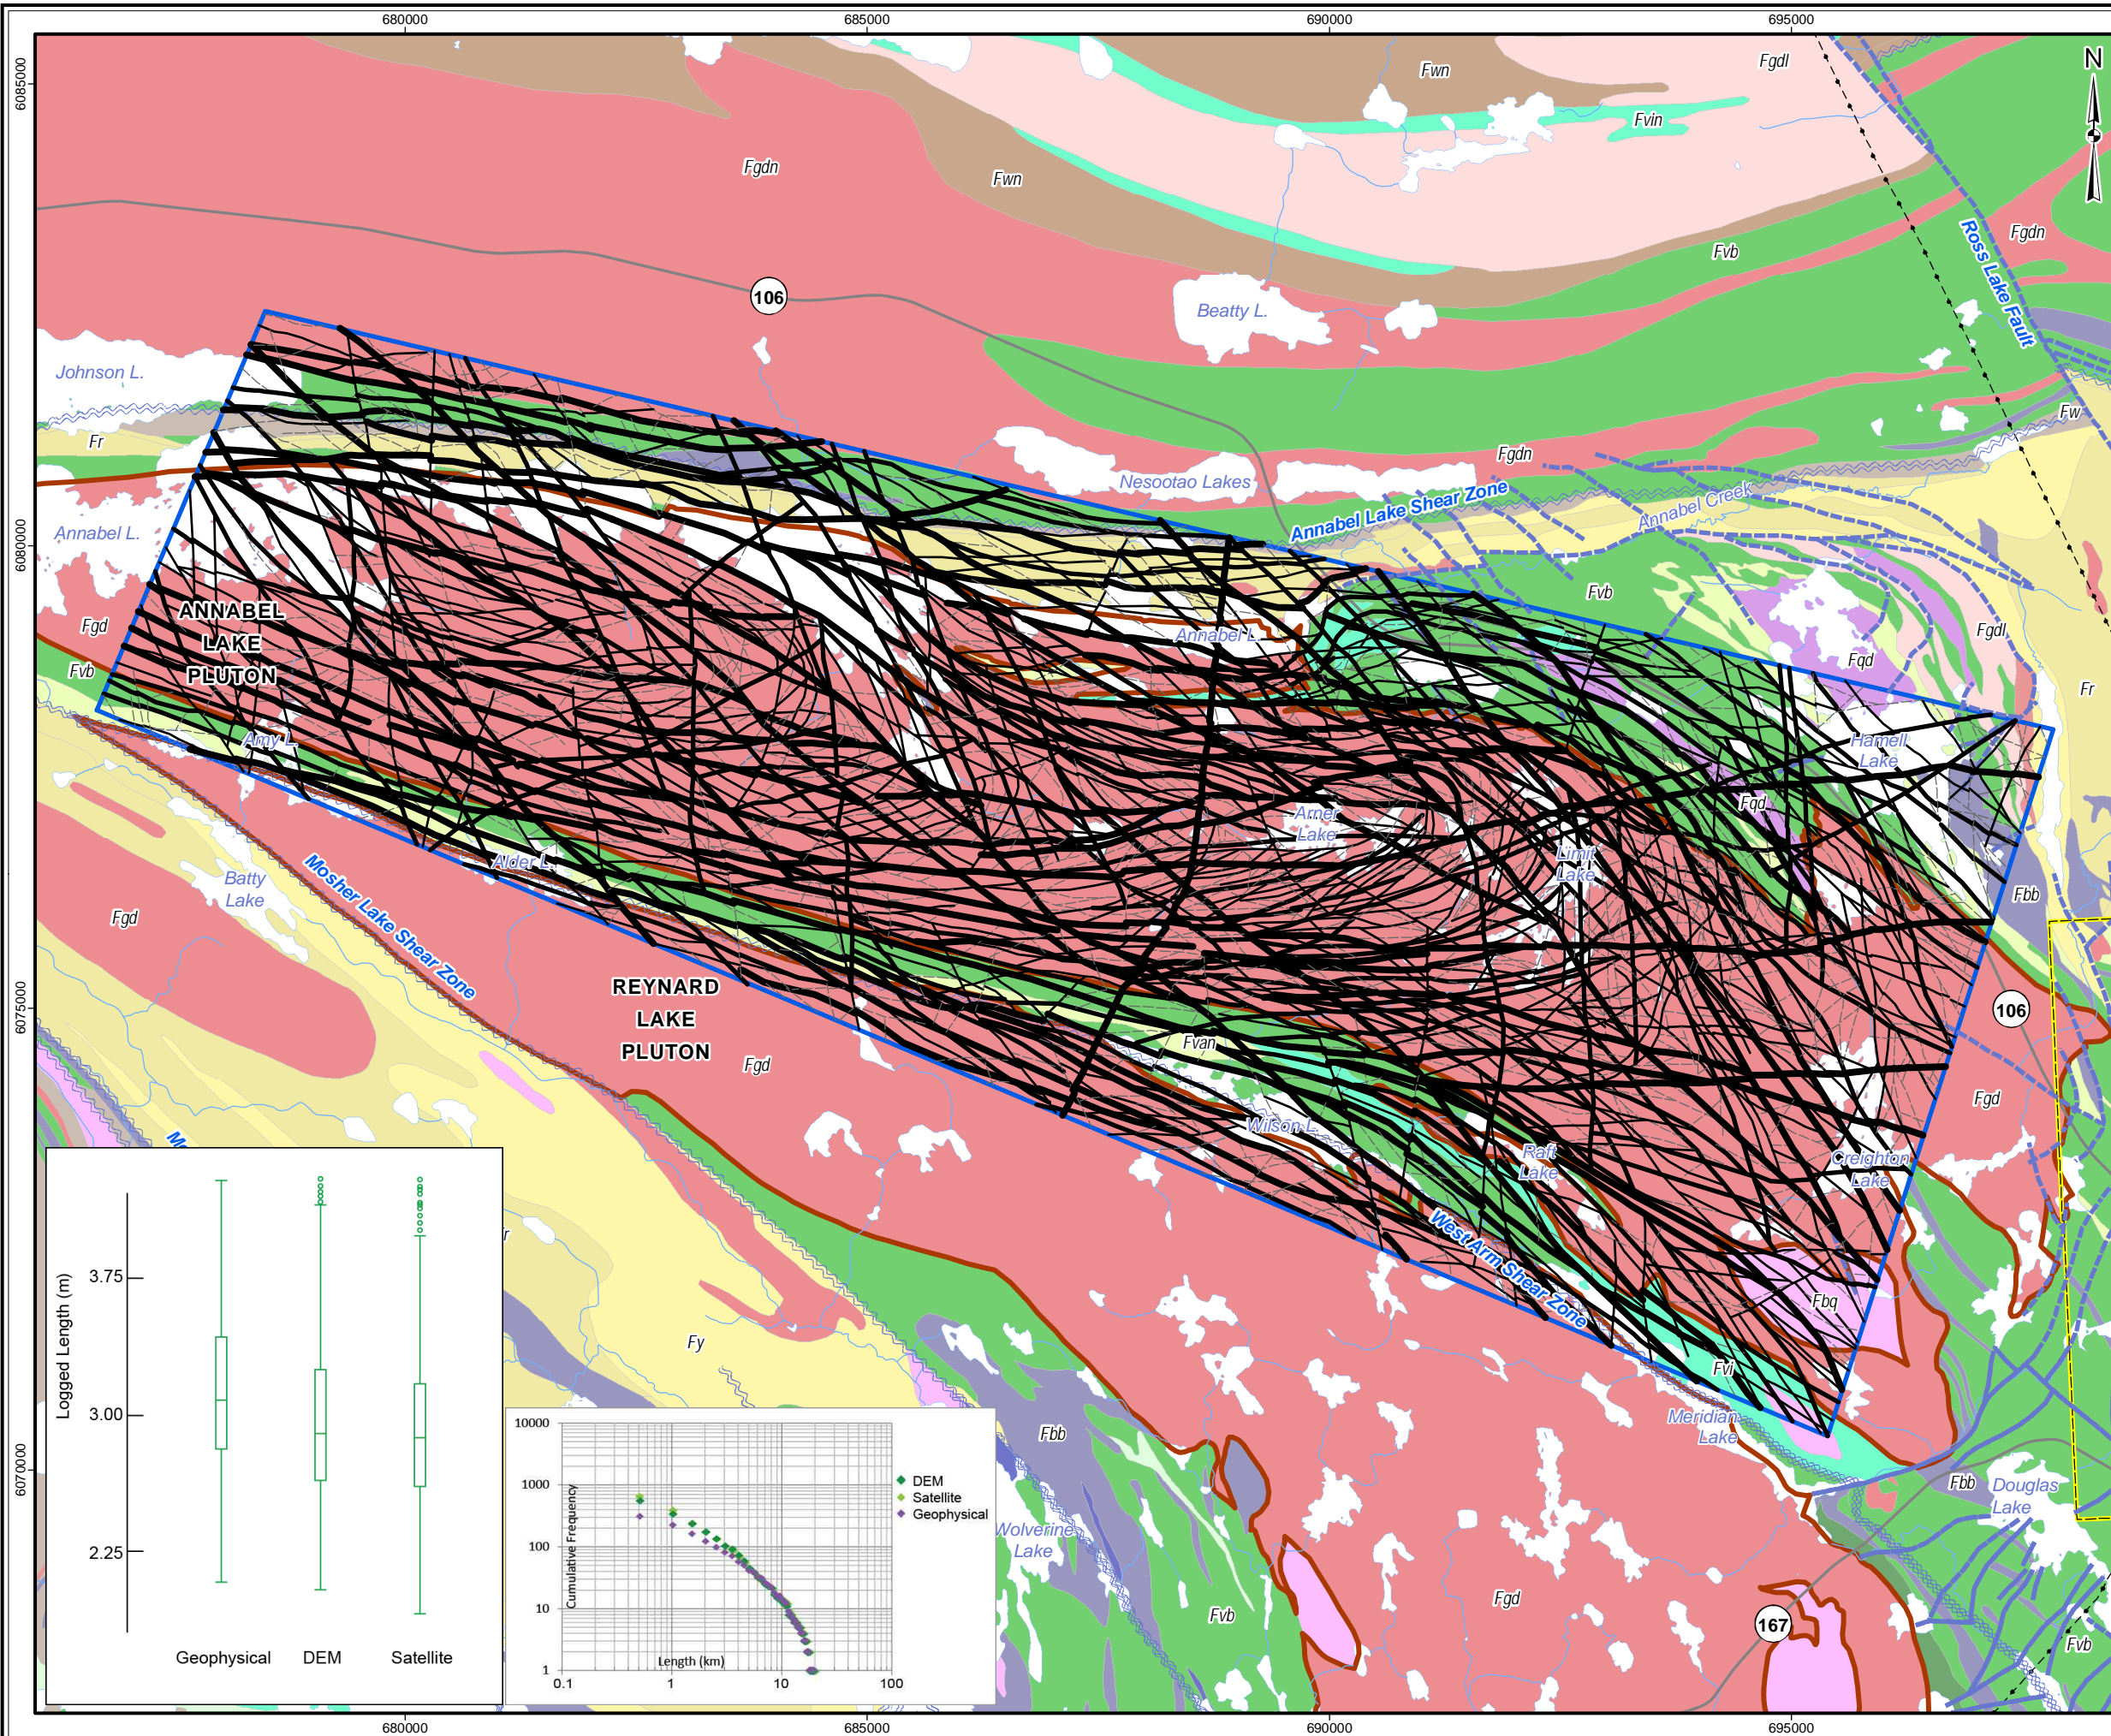 680000
685000
690000
695000
6085000
6080000
6075000
6070000
N
Fwn
Fgdl
Fvin
Fgdn
Fwn
Fgdn
Fvb
Ross Lake Fault
106
Beatty L.
Johnson L.
Fw
Fr
Fgdn
Nesootao Lakes
Annabel Lake Shear Zone
Annabel Creek
Annabel L.
Fvb
ANNABEL
LAKE
PLUTON
Fgd
Annabel L.
Fgdl
Fqd
Fvb
Fr
Amy L.
Hamell
Lake
Fqd
Arner
Lake
Limit
Lake
Alder L.
Mosher Lake Shear Zone
Batty
Lake
Fgd
Fbb
REYNARD
LAKE
PLUTON
106
Fvan
Fgd
Fgd
Wilson L.
Raft
Lake
Creighton
Lake
West Arm Shear Zone
Fbq
Fy
Fvi
Meridian
Lake
Fbb
Fbb
Douglas
Lake
Wolverine
Lake
Fgd
Fvb
167
Fvb
Logged Length (m)
3.75
3.00
2.25
Geophysical
DEM
Satellite
Cumulative Frequency
10000
1000
100
10
1
Length (km)
0.1
1
10
100
DEM
Satellite
Geophysical
680000
685000
690000
695000